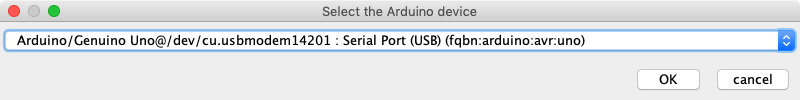 Select the Arduino device
Arduino/Genuino Uno@/dev/cu.usbmodem14201 : Serial Port (USB) (fqbn:arduino:avr:uno)
OK cancel